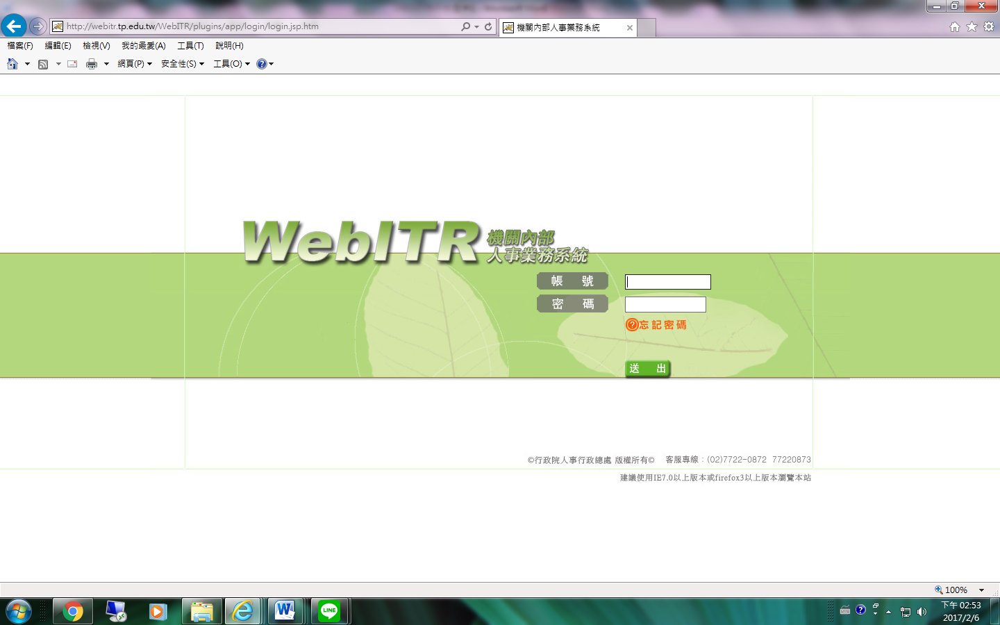 http://webitr.tp.edu.tw/WebITR/plugins/app/login/login.jsp.htm
機關內部人事業務系統
檔案(F) 編輯(E) 檢視(V) 我的最愛(A) 工具(T) 說明(H)
網頁(P) 安全性(S) 工具(O)
WebITR 機關內部
人事業務系統
帳 號
密 碼
忘記密碼
送 出
©行政院人事行政總處 版權所有© 客服專線：(02)7722-0872 77220873
建議使用IE7.0以上版本或firefox3以上版本瀏覽本站
100%
W
LINE
下午 02:53
2017/2/6